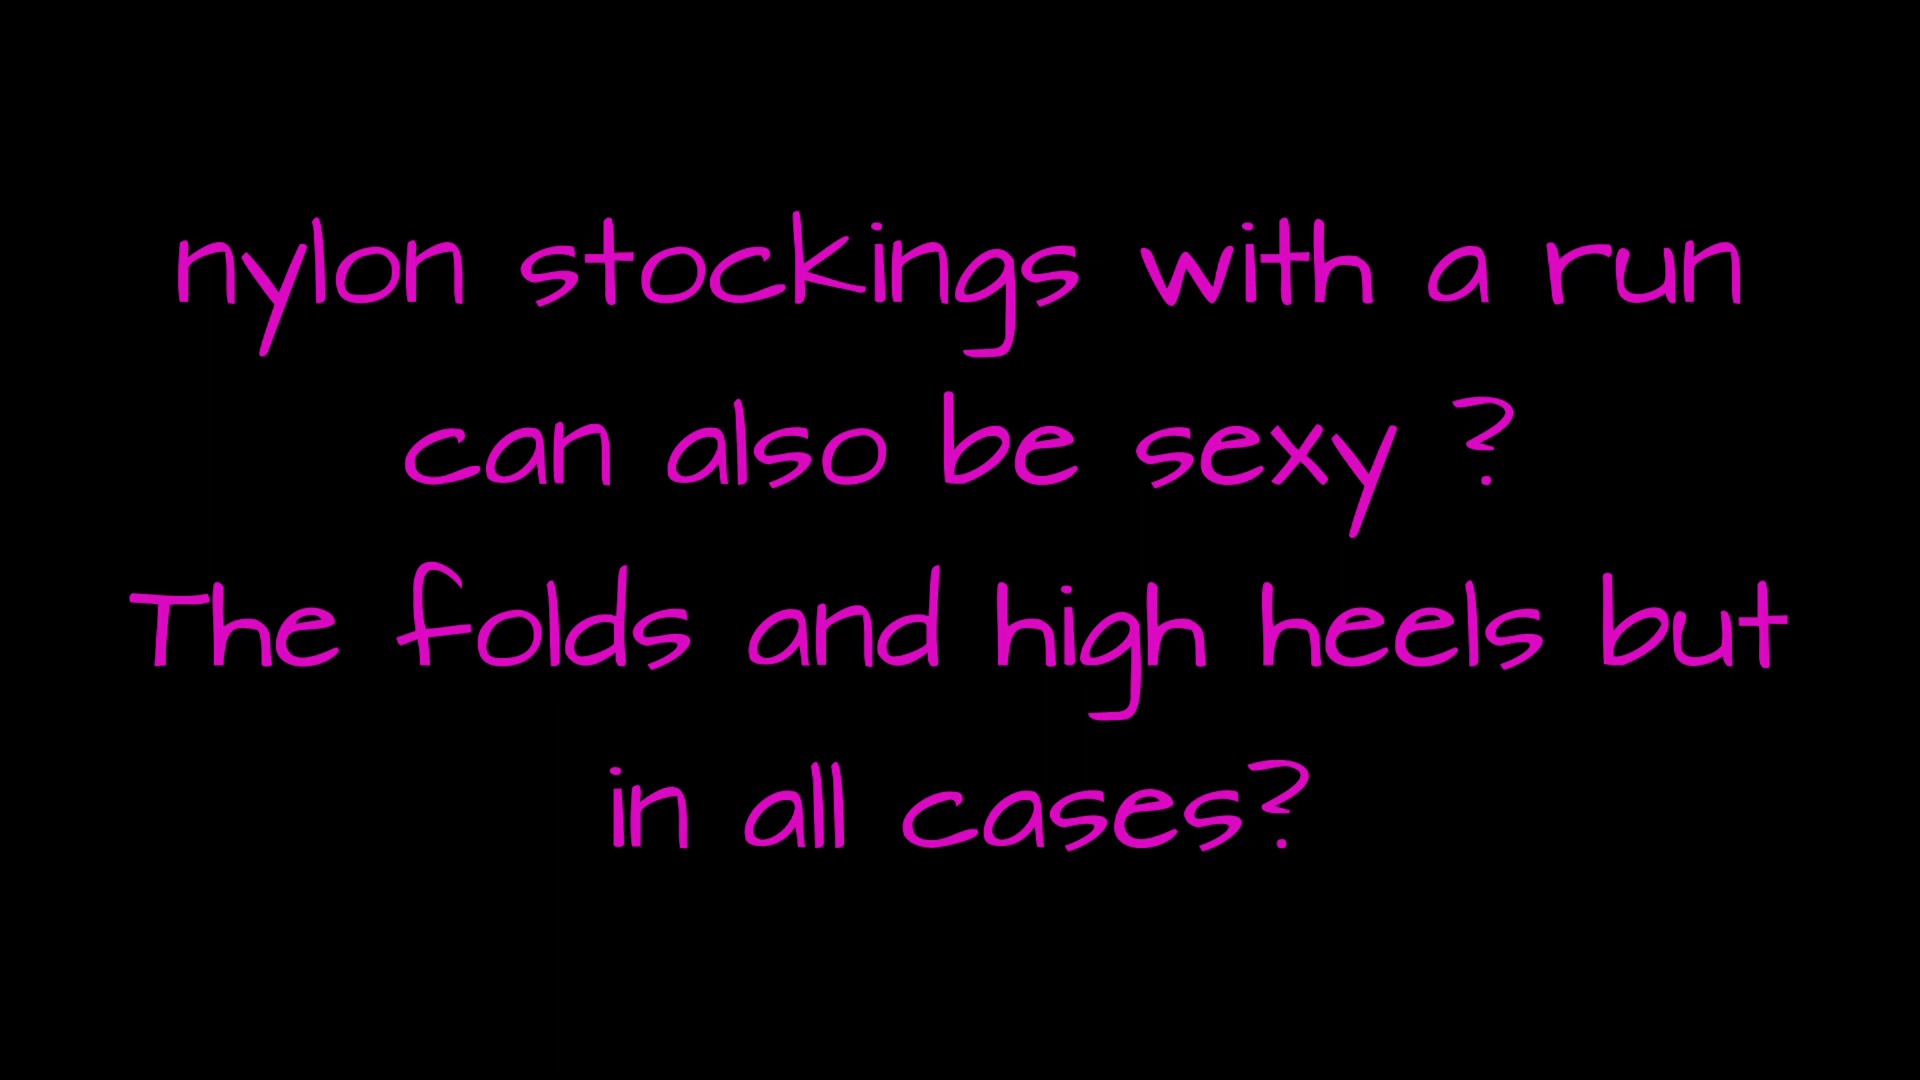 nylon stockings with a run
can also be sexy ?
The folds and high heels but
in all cases?